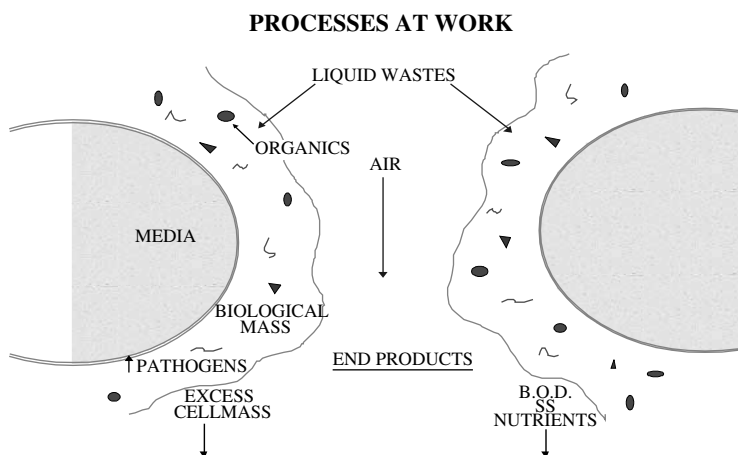 PROCESSES AT WORK
LIQUID WASTES
ORGANICS
AIR
MEDIA
BIOLOGICAL
MASS
END PRODUCTS
PATHOGENS
EXCESS
CELLMASS
B.O.D.
SS
NUTRIENTS